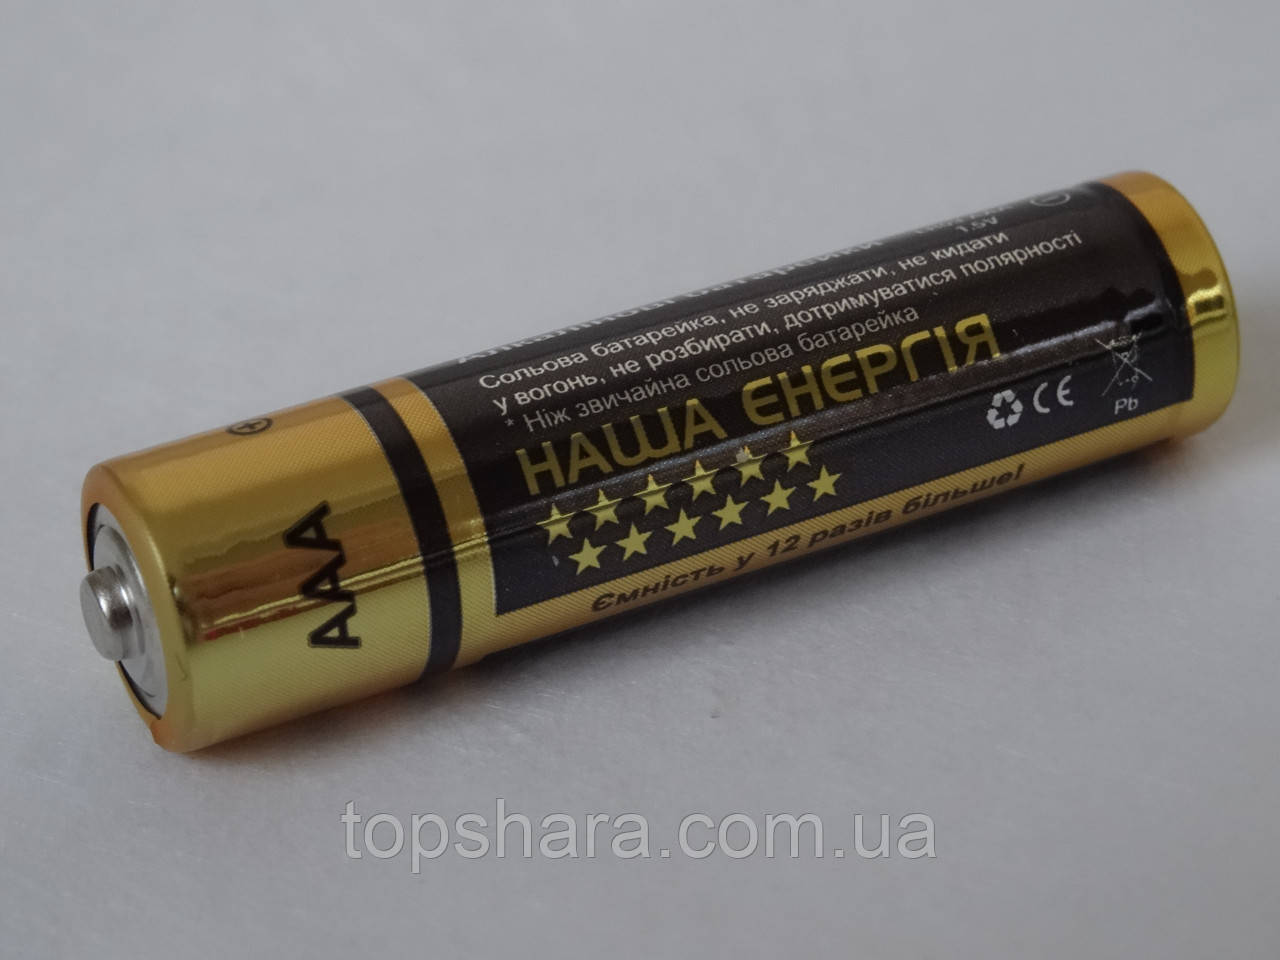 1.5V
Сольова батарейка, не заряджати, не кидати
у вогонь, не розбирати, дотримуватися полярності
* Ніж звичайна сольова батарейка
НАША ЄНЕРГІЯ
CE
Pb
Ємність у 12 разів більше!
AAA
topshara.com.ua